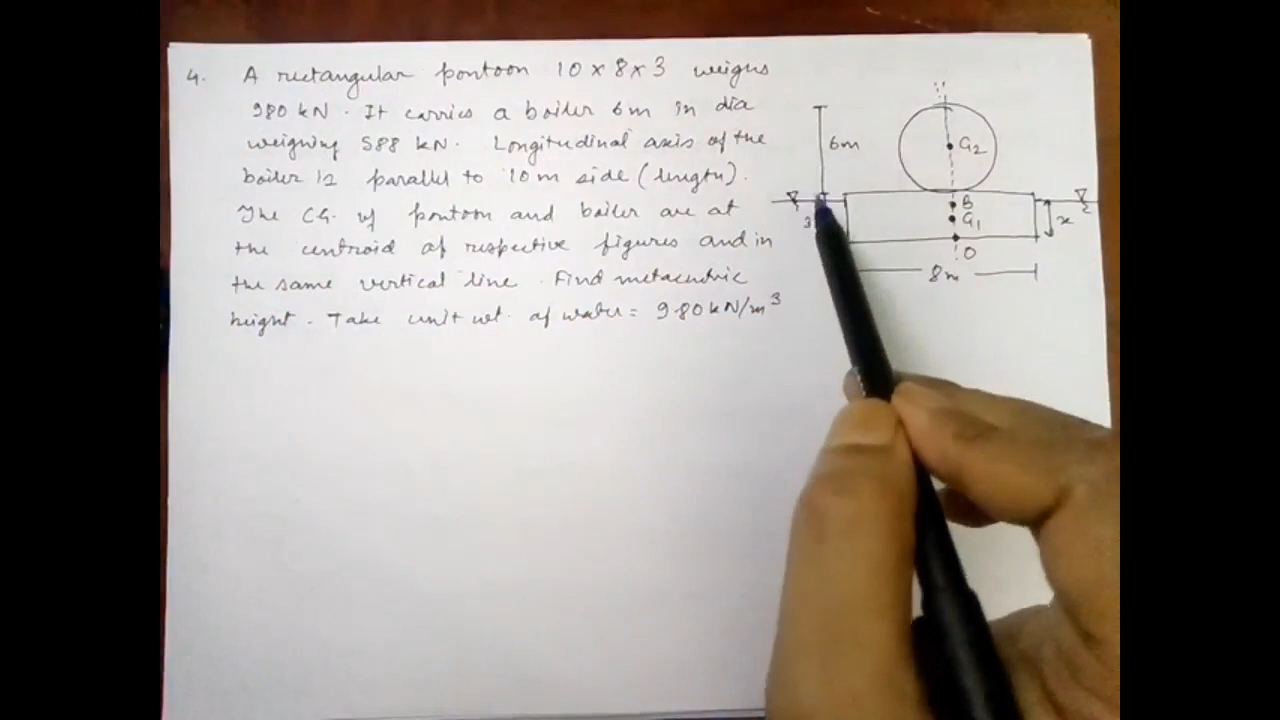 4. A rectangular pontoon 10 x 8 x 3 weighs
980 kN. It carries a boiler 6m in dia
weighing 588 kN. Longitudinal axis of the
boiler is parallel to 10 m side (length).
The CG. of pontoon and boiler are at
the centroid of respective figures and in
the same vertical line. Find metacentric
height. Take unit wt. of water = 9.80 kN/m³
6m
G2
B
G1
x
3
O
8m